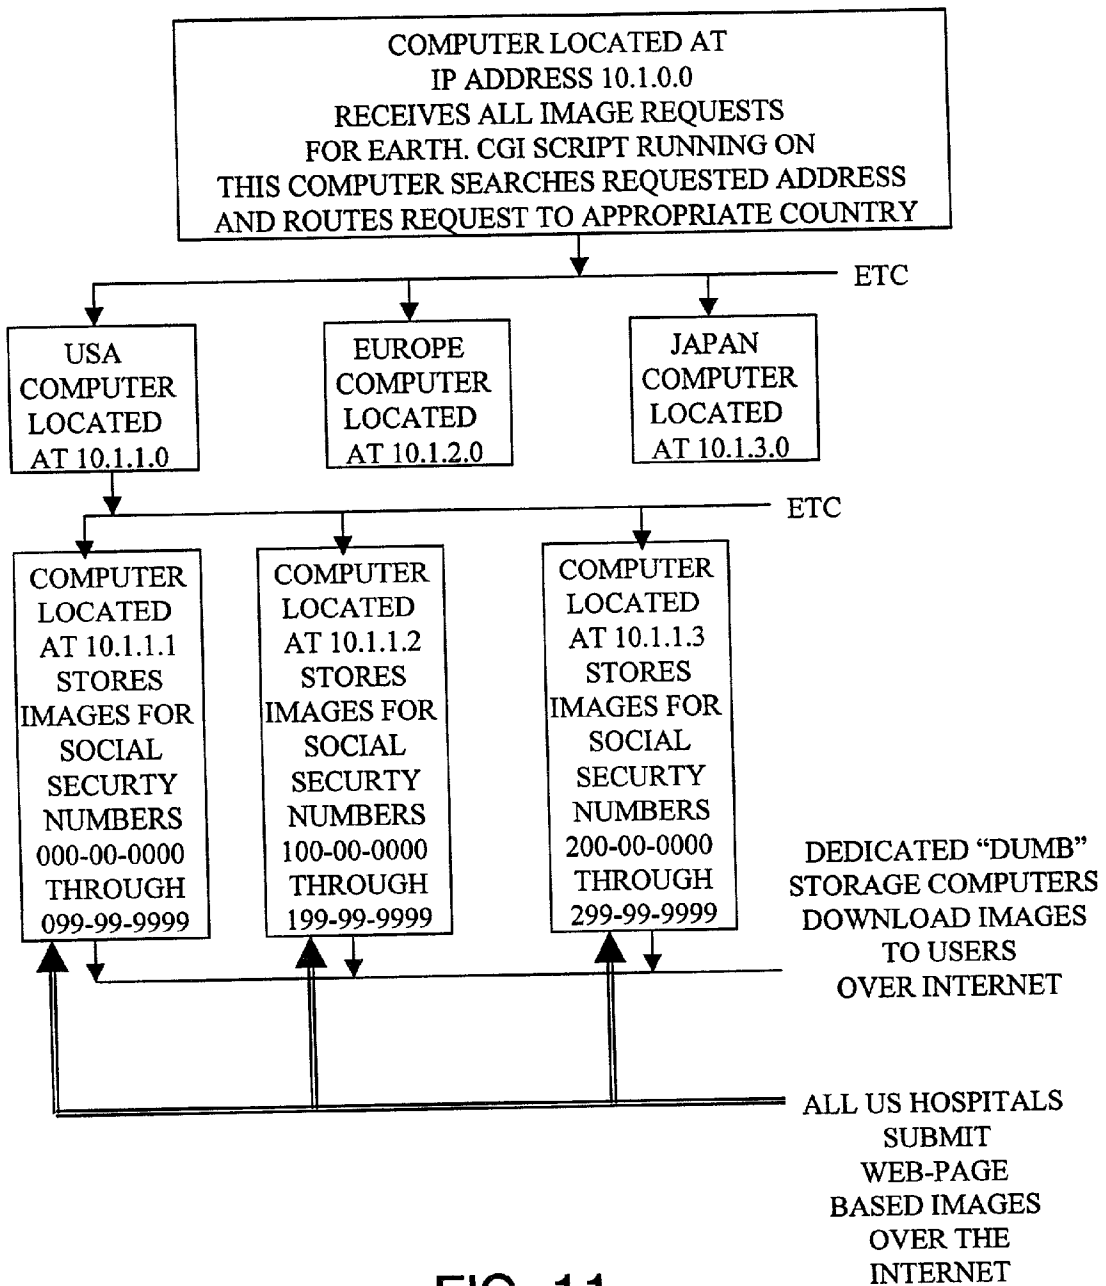 COMPUTER LOCATED AT
IP ADDRESS 10.1.0.0
RECEIVES ALL IMAGE REQUESTS
FOR EARTH. CGI SCRIPT RUNNING ON
THIS COMPUTER SEARCHES REQUESTED ADDRESS
AND ROUTES REQUEST TO APPROPRIATE COUNTRY
ETC
USA
COMPUTER
LOCATED
AT 10.1.1.0
EUROPE
COMPUTER
LOCATED
AT 10.1.2.0
JAPAN
COMPUTER
LOCATED
AT 10.1.3.0
ETC
COMPUTER
LOCATED
AT 10.1.1.1
STORES
IMAGES FOR
SOCIAL
SECURTY
NUMBERS
000-00-0000
THROUGH
099-99-9999
COMPUTER
LOCATED
AT 10.1.1.2
STORES
IMAGES FOR
SOCIAL
SECURTY
NUMBERS
100-00-0000
THROUGH
199-99-9999
COMPUTER
LOCATED
AT 10.1.1.3
STORES
IMAGES FOR
SOCIAL
SECURTY
NUMBERS
200-00-0000
THROUGH
299-99-9999
DEDICATED “DUMB”
STORAGE COMPUTERS
DOWNLOAD IMAGES
TO USERS
OVER INTERNET
ALL US HOSPITALS
SUBMIT
WEB-PAGE
BASED IMAGES
OVER THE
INTERNET
FIG. 11